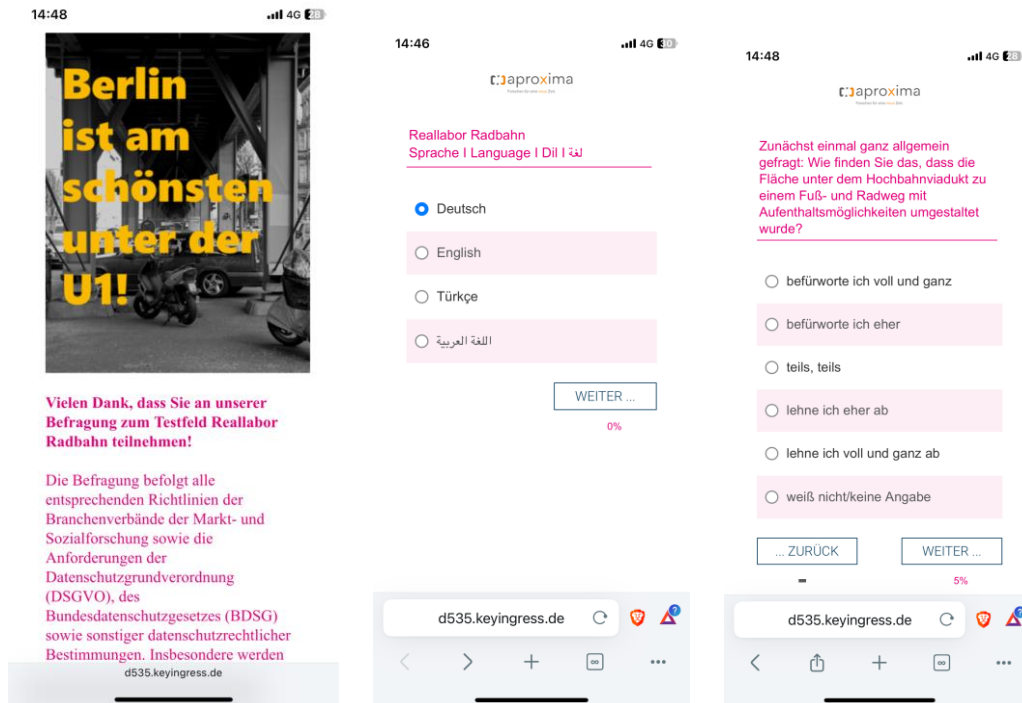 14:48
4G 28
Berlin
ist am
schönsten
unter der
U1!
Vielen Dank, dass Sie an unserer
Befragung zum Testfeld Reallabor
Radbahn teilnehmen!
Die Befragung befolgt alle
entsprechenden Richtlinien der
Branchenverbände der Markt- und
Sozialforschung sowie die
Anforderungen der
Datenschutzgrundverordnung
(DSGVO), des
Bundesdatenschutzgesetzes (BDSG)
sowie sonstiger datenschutzrechtlicher
Bestimmungen. Insbesondere werden
d535.keyingress.de
14:46
4G 30
aproxima
Reallabor Radbahn
Sprache I Language I Dil I لغة
Deutsch
English
Türkçe
اللغة العربية
WEITER ...
0%
d535.keyingress.de
14:48
4G 28
aproxima
Zunächst einmal ganz allgemein
gefragt: Wie finden Sie das, dass die
Fläche unter dem Hochbahnviadukt zu
einem Fuß- und Radweg mit
Aufenthaltsmöglichkeiten umgestaltet
wurde?
befürworte ich voll und ganz
befürworte ich eher
teils, teils
lehne ich eher ab
lehne ich voll und ganz ab
weiß nicht/keine Angabe
... ZURÜCK
WEITER ...
5%
d535.keyingress.de